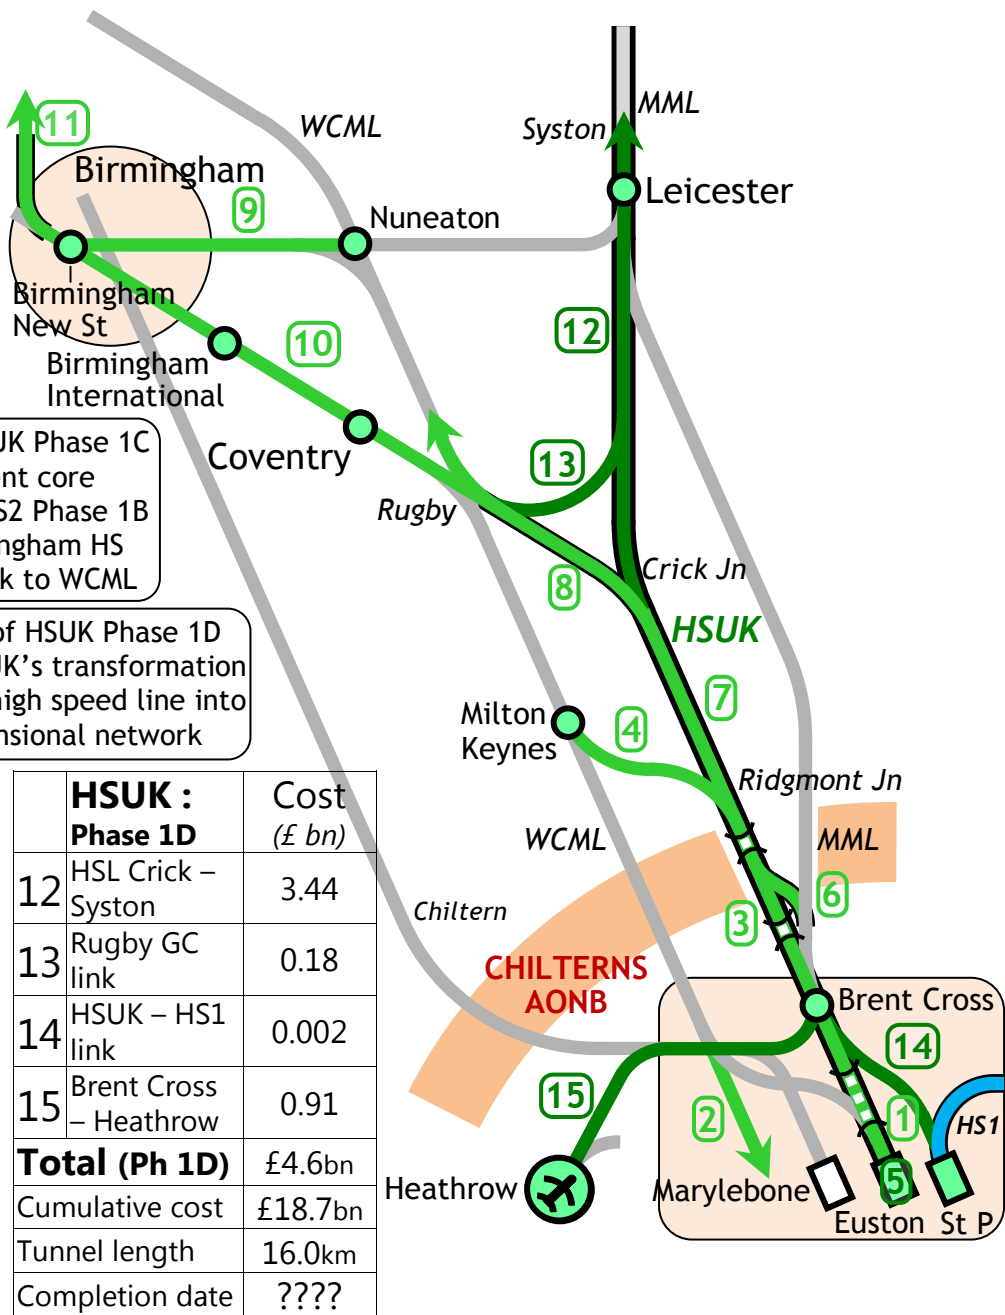 WCML
MML
Syston
11
Birmingham
Leicester
9
Nuneaton
Birmingham
New St
12
10
Birmingham
International
UK Phase 1C
ent core
S2 Phase 1B
ingham HS
k to WCML
Coventry
13
Rugby
Crick Jn
8
of HSUK Phase 1D
UK's transformation
high speed line into
nsional network
HSUK
7
Milton
Keynes
4
Ridgmont Jn
HSUK :
Phase 1D
Cost
(£ bn)
12 HSL Crick –
Syston 3.44
13 Rugby GC
link 0.18
14 HSUK – HS1
link 0.002
15 Brent Cross
– Heathrow 0.91
Total (Ph 1D) £4.6bn
Cumulative cost £18.7bn
Tunnel length 16.0km
Completion date ????
WCML
MML
Chiltern
3
6
CHILTERNS
AONB
Brent Cross
14
15
2
1
HS1
Heathrow
Marylebone
5
Euston
St P